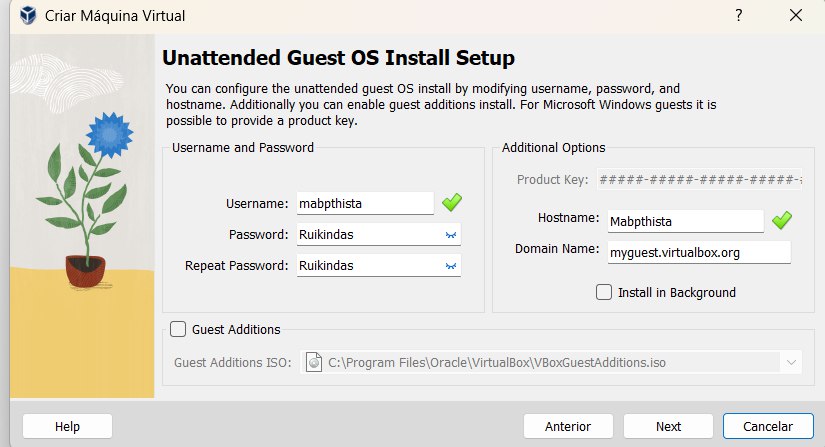 Criar Máquina Virtual
?
Unattended Guest OS Install Setup
You can configure the unattended guest OS install by modifying username, password, and
hostname. Additionally you can enable guest additions install. For Microsoft Windows guests it is
possible to provide a product key.
Username and Password
Username: mabpthista
Password: Ruikindas
Repeat Password: Ruikindas
Additional Options
Product Key: #####-#####-#####-#####-#
Hostname: Mabpthista
Domain Name: myguest.virtualbox.org
Install in Background
Guest Additions
Guest Additions ISO: C:\Program Files\Oracle\VirtualBox\VBoxGuestAdditions.iso
Help
Anterior
Next
Cancelar